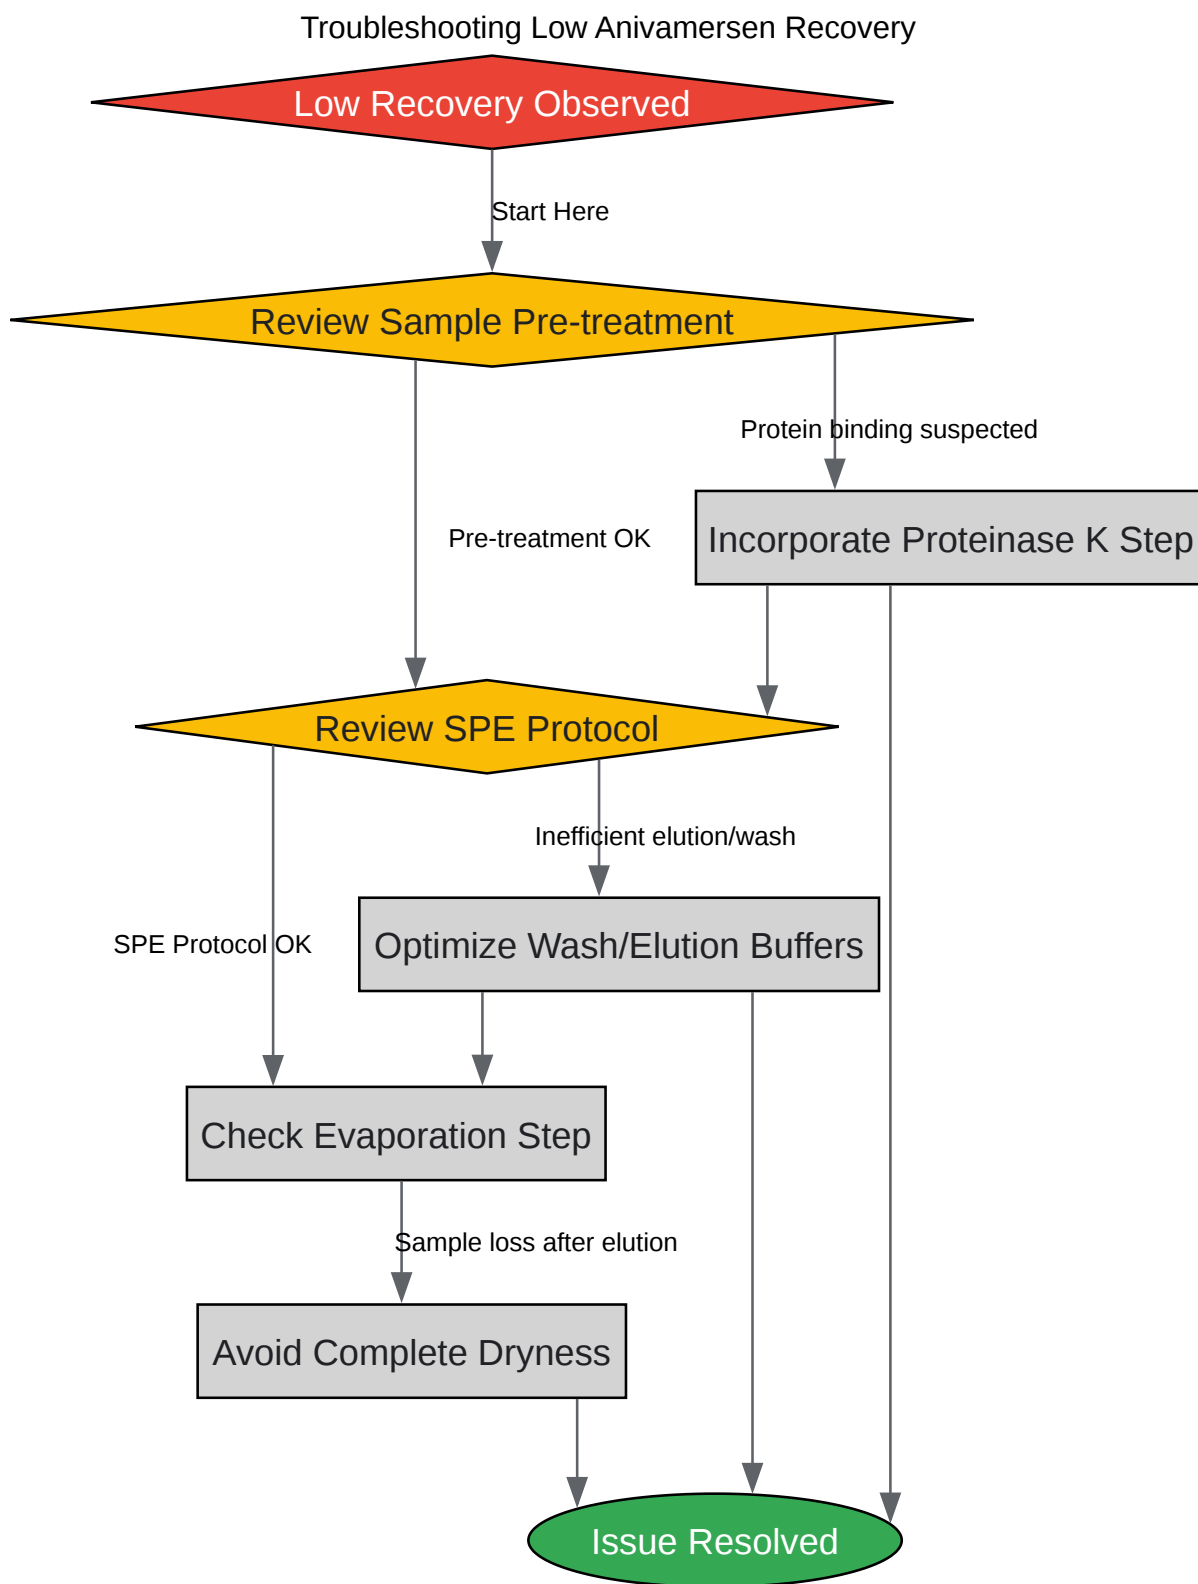 Troubleshooting Low Anivamersen Recovery
Low Recovery Observed
Start Here
Review Sample Pre-treatment
Protein binding suspected
Pre-treatment OK
Incorporate Proteinase K Step
Review SPE Protocol
Inefficient elution/wash
SPE Protocol OK
Optimize Wash/Elution Buffers
Check Evaporation Step
Sample loss after elution
Avoid Complete Dryness
Issue Resolved